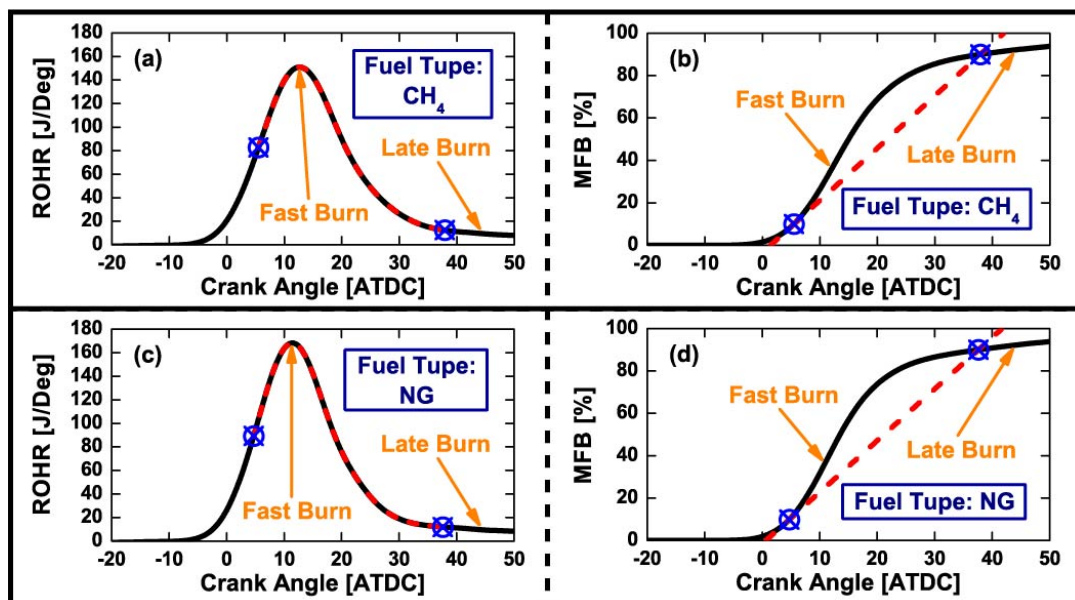 (a)
Fuel Tupe:
CH4
Fast Burn
Late Burn
180
160
140
120
100
80
60
40
20
0
-20 -10 0 10 20 30 40 50
ROHR [J/Deg]
Crank Angle [ATDC]
(b)
Fast Burn
Late Burn
Fuel Tupe: CH4
100
80
60
40
20
0
-20 -10 0 10 20 30 40 50
MFB [%]
Crank Angle [ATDC]
(c)
Fuel Tupe:
NG
Late Burn
Fast Burn
180
160
140
120
100
80
60
40
20
0
-20 -10 0 10 20 30 40 50
ROHR [J/Deg]
Crank Angle [ATDC]
(d)
Fast Burn
Late Burn
Fuel Tupe: NG
100
80
60
40
20
0
-20 -10 0 10 20 30 40 50
MFB [%]
Crank Angle [ATDC]